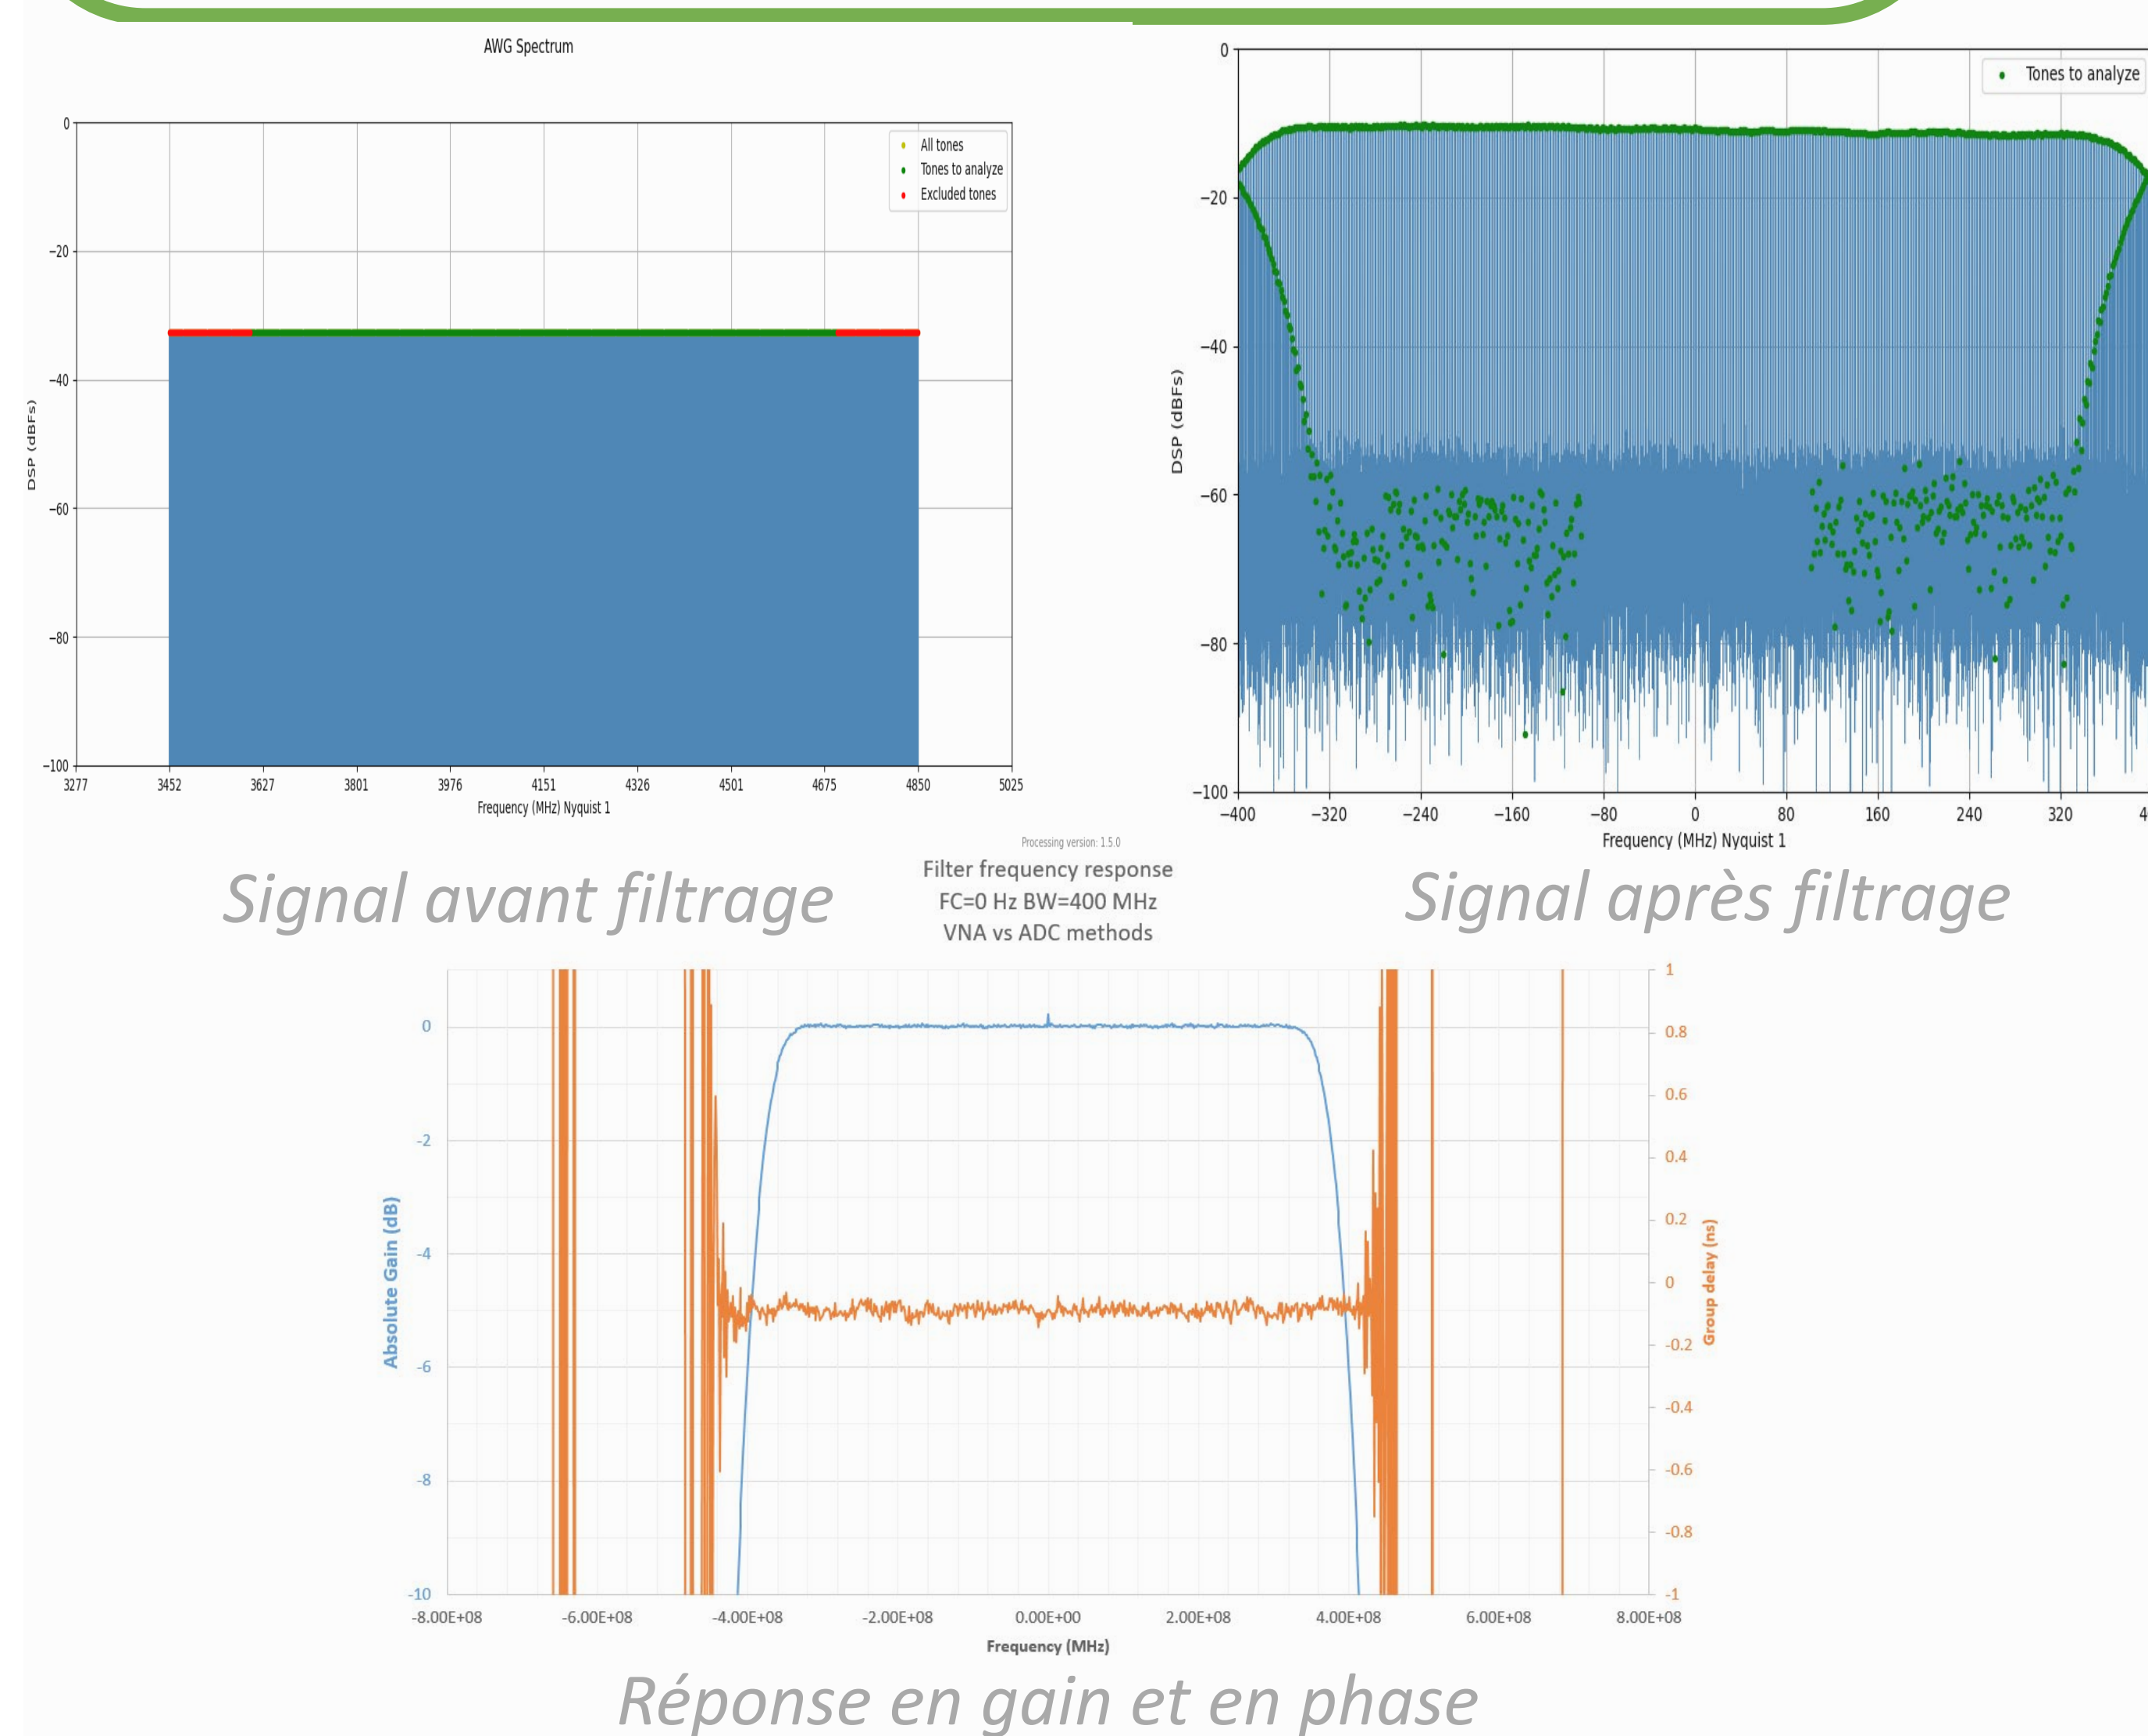 AWG Spectrum
0
−20
−40
−60
−80
−100
DSP (dBFs)
All tones
Tones to analyze
Excluded tones
3277 3452 3627 3801 3976 4151 4326 4501 4675 4850 5025
Frequency (MHz) Nyquist 1
Signal avant filtrage
0
−20
−40
−60
−80
−100
DSP (dBFs)
Tones to analyze
−400 −320 −240 −160 −80 0 80 160 240 320 4
Frequency (MHz) Nyquist 1
Signal après filtrage
Processing version: 1.5.0
Filter frequency response
FC=0 Hz BW=400 MHz
VNA vs ADC methods
0
-2
-4
-6
-8
-10
Absolute Gain (dB)
1
0.8
0.6
0.4
0.2
0
-0.2
-0.4
-0.6
-0.8
-1
Group delay (ns)
-8.00E+08 -6.00E+08 -4.00E+08 -2.00E+08 0.00E+00 2.00E+08 4.00E+08 6.00E+08 8.00E+08
Frequency (MHz)
Réponse en gain et en phase